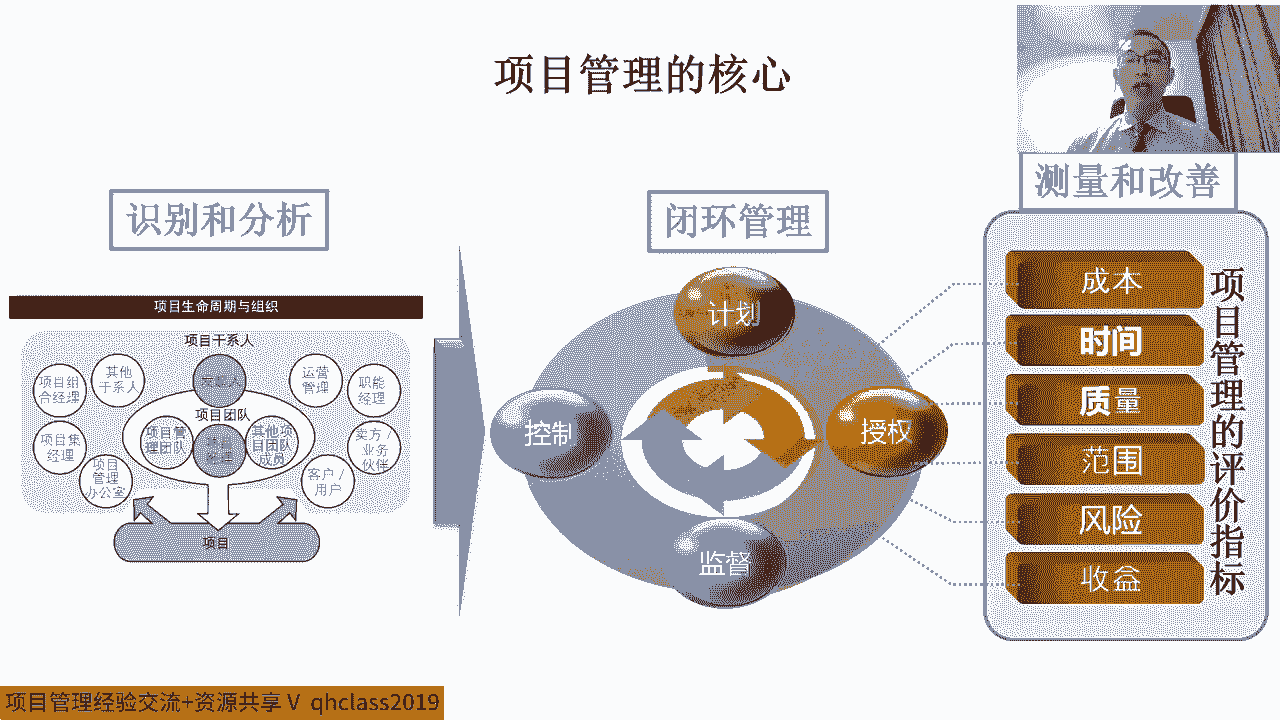 项目管理的核心
识别和分析
项目生命周期与组织
项目干系人
项目组
合经理
其他
干系人
运营
管理
职能
经理
项目团队
项目管
理团队
其他项
目团队
成员
项目集
经理
卖方/
业务
伙伴
项目
管理
办公室
客户/
用户
项目
闭环管理
计划
控制
授权
监督
测量和改善
成本
时间
质量
范围
风险
收益
项目管理的评价指标
项目管理经验交流+资源共享 V qhclass2019